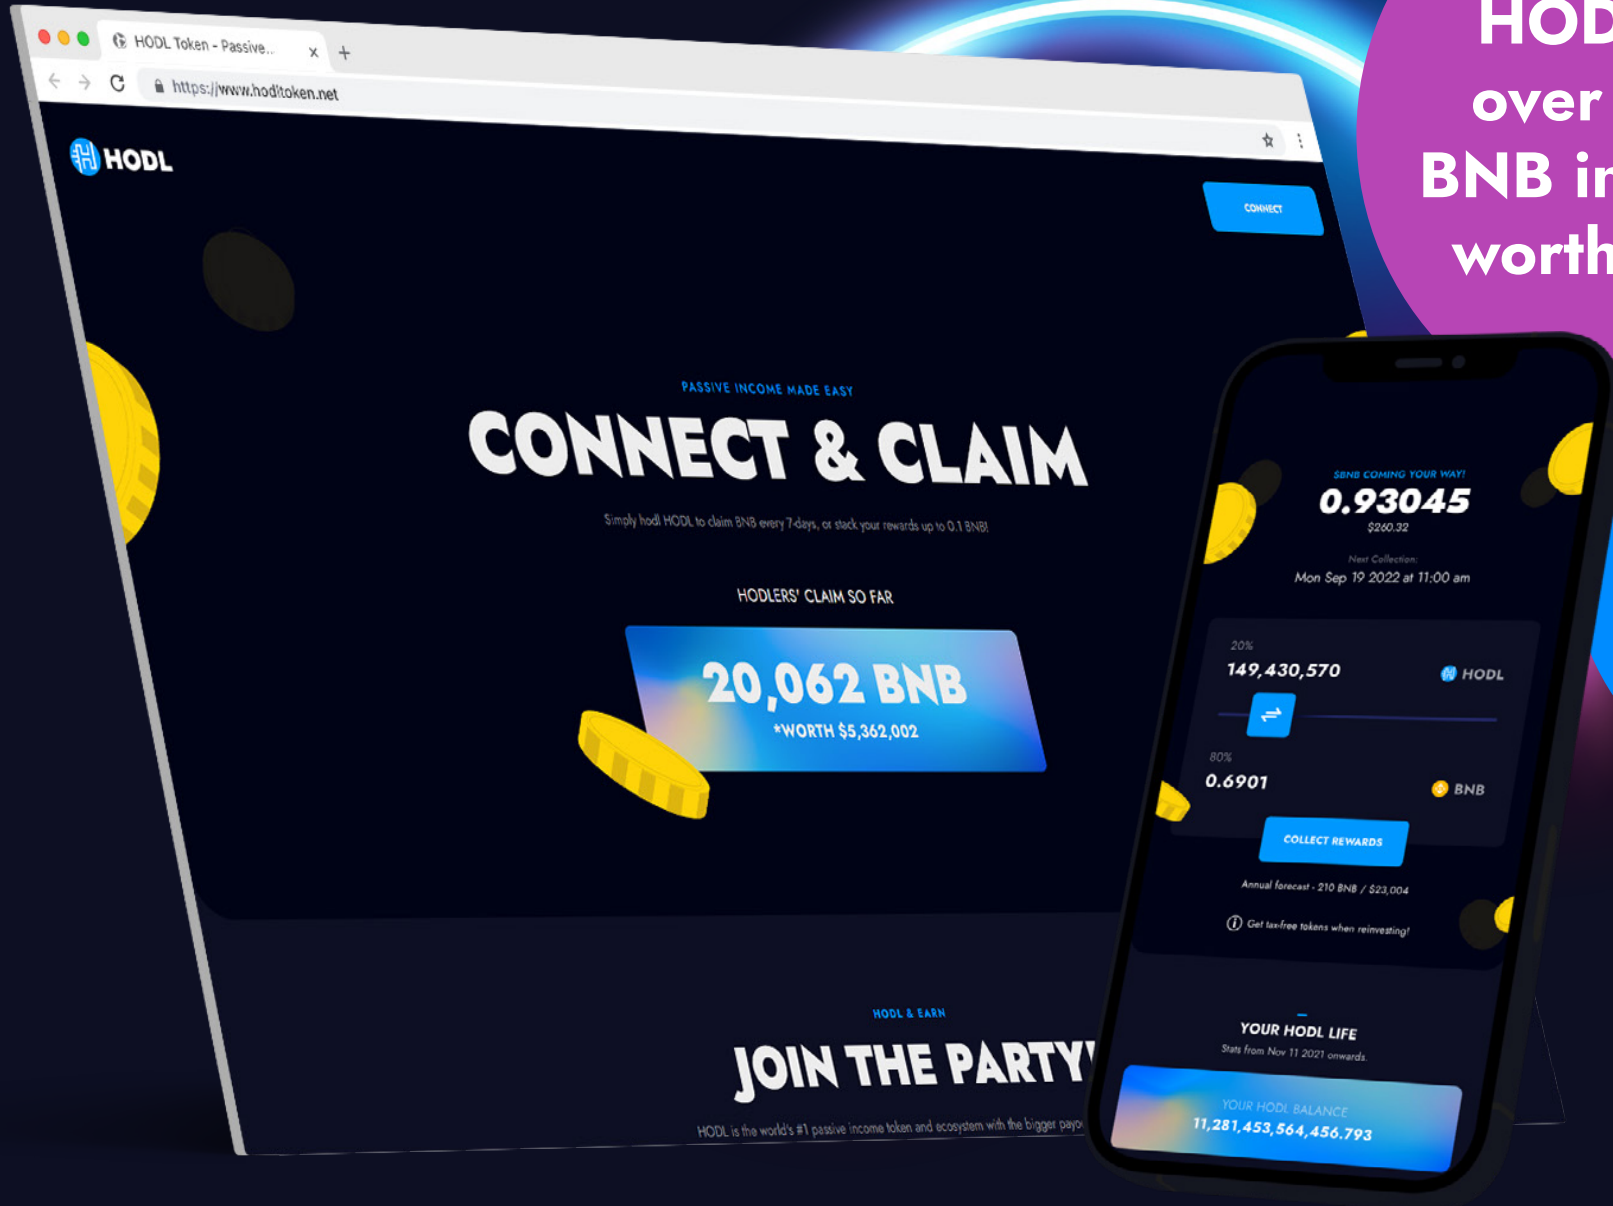 HODL Token - Passive...
https://www.hodltoken.net
HODL
CONNECT
PASSIVE INCOME MADE EASY
CONNECT & CLAIM
Simply hodl HODL to claim BNB every 7-days, or stack your rewards up to 0.1 BNB!
HODLERS' CLAIM SO FAR
20,062 BNB
*WORTH $5,362,002
HODL & EARN
JOIN THE PARTY!
HODL is the world's #1 passive income token and ecosystem with the bigger
over
BNB
worth
$BNB COMING YOUR WAY!
0.93045
$260.32
Next Collection:
Mon Sep 19 2022 at 11:00 am
20%
149,430,570
HODL
80%
0.6901
BNB
COLLECT REWARDS
Annual forecast - 210 BNB / $23,004
Get tax-free tokens when reinvesting!
YOUR HODL LIFE
Stats from Nov 11 2021 onwards.
YOUR HODL BALANCE
11,281,453,564,456.793